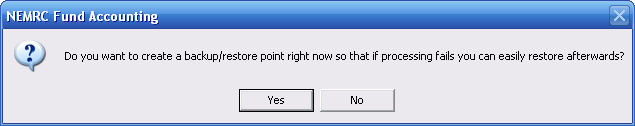 NEMRC Fund Accounting
Do you want to create a backup/restore point right now so that if processing fails you can easily restore afterwards?
Yes No